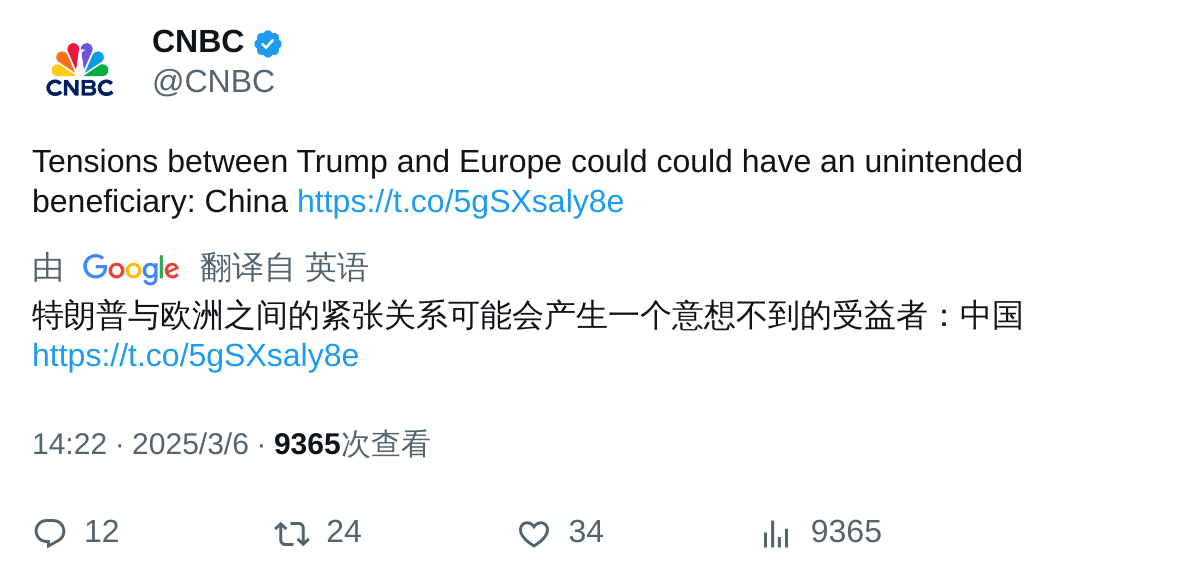 CNBC
CNBC
@CNBC
Tensions between Trump and Europe could could have an unintended
beneficiary: China https://t.co/5gSXsaly8e
由 Google 翻译自 英语
特朗普与欧洲之间的紧张关系可能会产生一个意想不到的受益者：中国
https://t.co/5gSXsaly8e
14:22 · 2025/3/6 · 9365次查看
12 24 34 9365